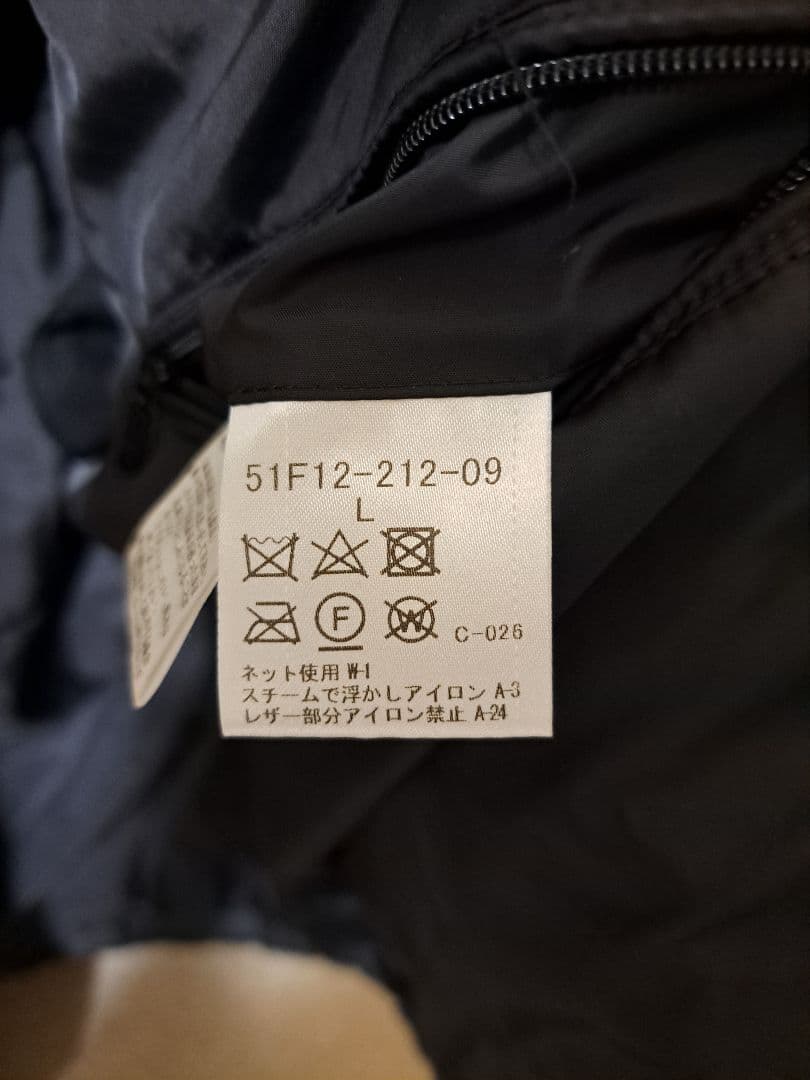 51F12-212-09
L
F
W
C-026
ネット使用 W-1
スチームで浮かしアイロン A-3
レザー部分アイロン禁止 A-24